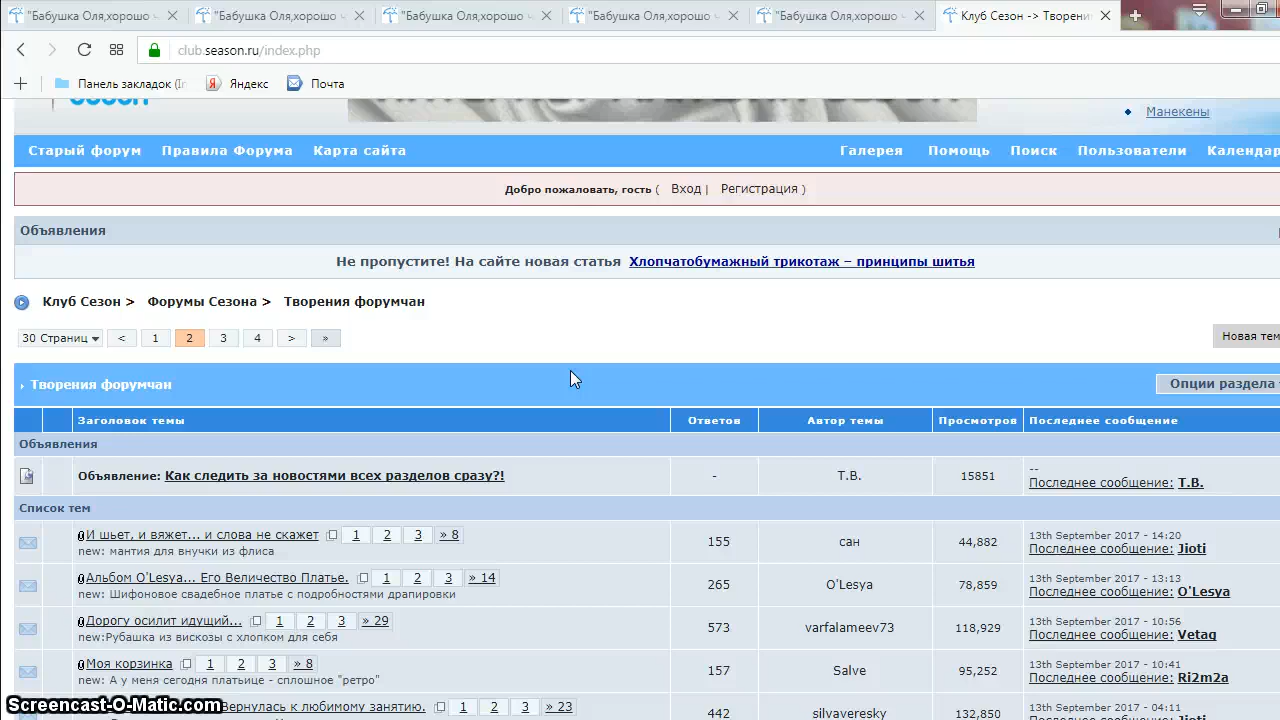 "Бабушка Оля,хорошо "Бабушка Оля,хорошо "Бабушка Оля,хорошо "Бабушка Оля,хорошо "Бабушка Оля,хорошо Клуб Сезон -> Творени
club.season.ru/index.php
Панель закладок (Iт Яндекс Почта
Манекены
Старый форум Правила Форума Карта сайта Галерея Помощь Поиск Пользователи Календар
Добро пожаловать, гость ( Вход | Регистрация )
Объявления
Не пропустите! На сайте новая статья Хлопчатобумажный трикотаж – принципы шитья
Клуб Сезон > Форумы Сезона > Творения форумчан
30 Страниц < 1 2 3 4 > »
Новая тем
Творения форумчан
Опции раздела
Заголовок темы Ответов Автор темы Просмотров Последнее сообщение
Объявления
Объявление: Как следить за новостями всех разделов сразу?! - Т.В. 15851 --
Последнее сообщение: Т.В.
Список тем
И шьет, и вяжет... и слова не скажет 1 2 3 » 8
new: мантия для внучки из флиса
155 сан 44,882
13th September 2017 - 14:20
Последнее сообщение: Jioti
Альбом O'Lesya... Его Величество Платье. 1 2 3 » 14
new: Шифоновое свадебное платье с подробностями драпировки
265 O'Lesya 78,859
13th September 2017 - 13:13
Последнее сообщение: O'Lesya
Дорогу осилит идущий... 1 2 3 » 29
new:Рубашка из вискозы с хлопком для себя
573 varfalameev73 118,929
13th September 2017 - 10:56
Последнее сообщение: Vetag
Моя корзинка 1 2 3 » 8
new: А у меня сегодня платьице - сплошное "ретро"
157 Salve 95,252
13th September 2017 - 10:41
Последнее сообщение: Ri2m2a
Вернулась к любимому занятию. 1 2 3 » 23
442 silvaveresky 132,850
13th September 2017 - 04:11
Последнее сообщение: Jioti
Screencast-O-Matic.com